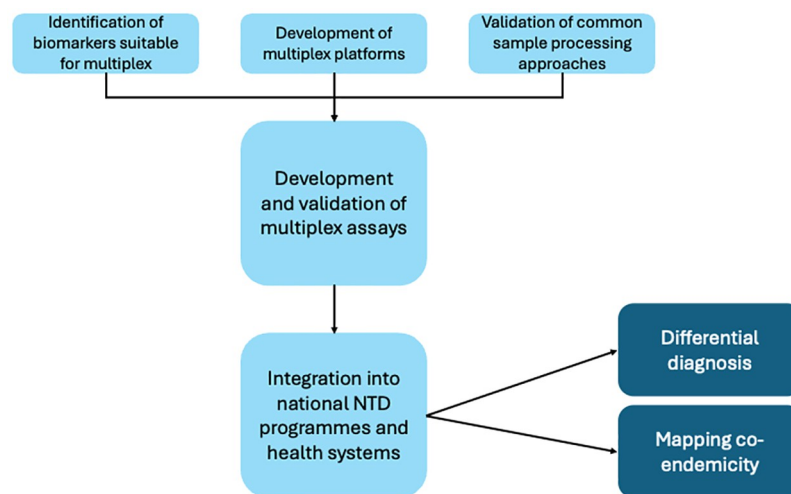 Identification of
biomarkers suitable
for multiplex
Development of
multiplex platforms
Validation of common
sample processing
approaches
Development
and validation of
multiplex assays
Integration into
national NTD
programmes and
health systems
Differential
diagnosis
Mapping co-
endemicity